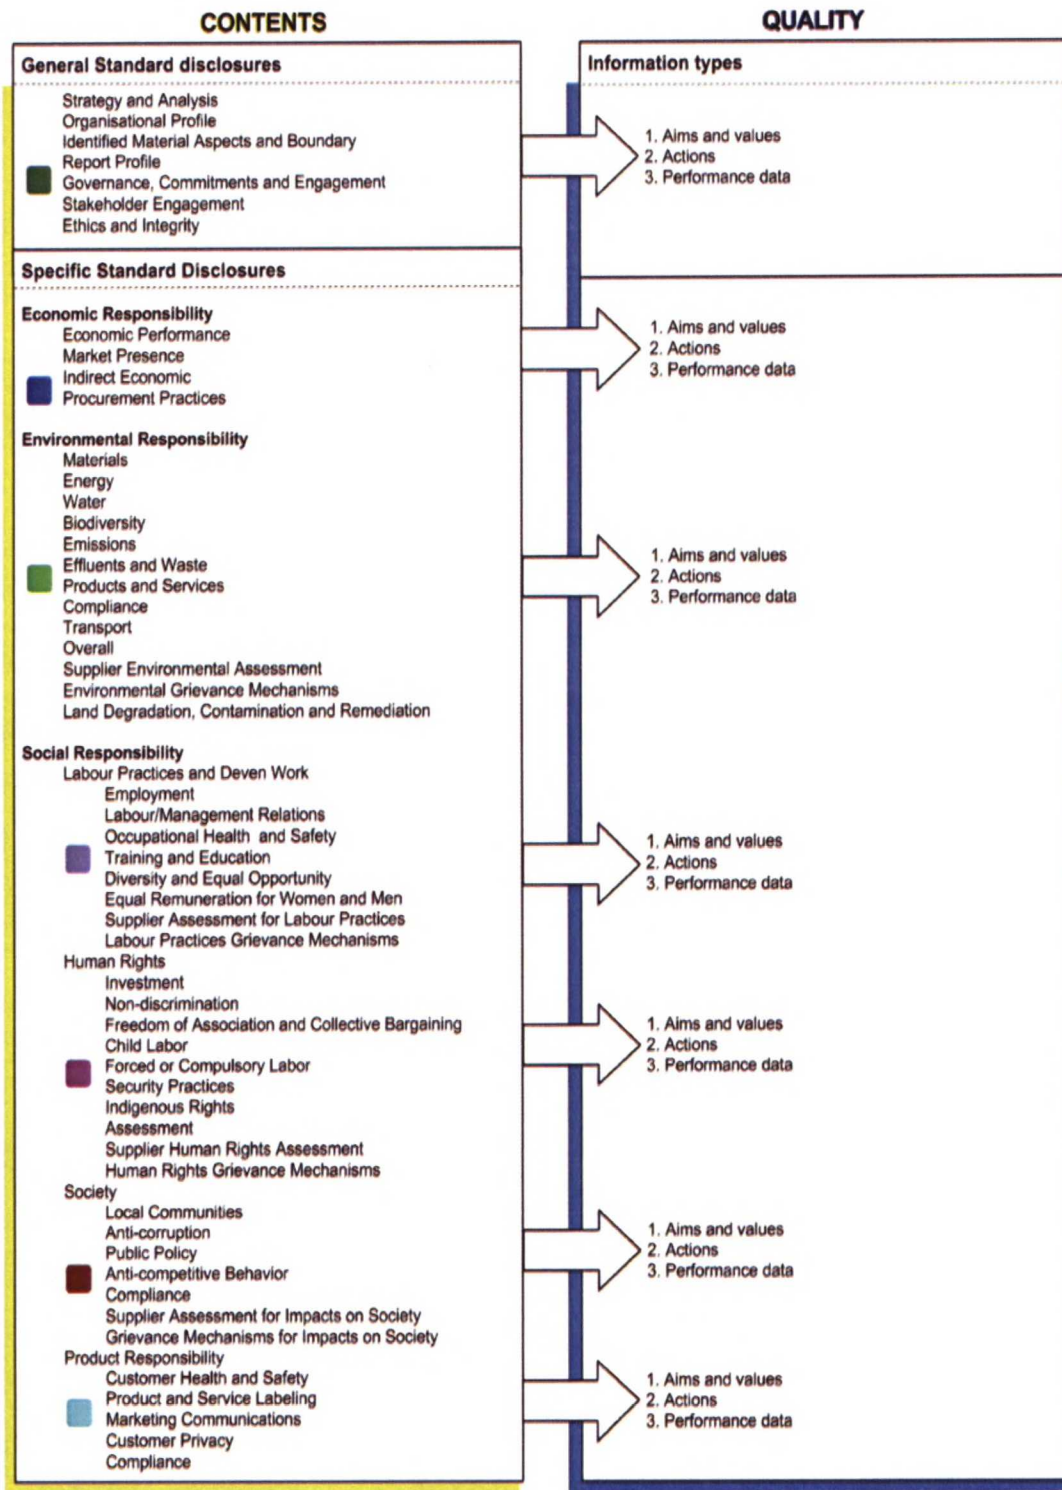 CONTENTS
General Standard disclosures
Strategy and Analysis
Organisational Profile
Identified Material Aspects and Boundary
Report Profile
Governance, Commitments and Engagement
Stakeholder Engagement
Ethics and Integrity
Specific Standard Disclosures
Economic Responsibility
Economic Performance
Market Presence
Indirect Economic
Procurement Practices
Environmental Responsibility
Materials
Energy
Water
Biodiversity
Emissions
Effluents and Waste
Products and Services
Compliance
Transport
Overall
Supplier Environmental Assessment
Environmental Grievance Mechanisms
Land Degradation, Contamination and Remediation
Social Responsibility
Labour Practices and Deven Work
Employment
Labour/Management Relations
Occupational Health and Safety
Training and Education
Diversity and Equal Opportunity
Equal Remuneration for Women and Men
Supplier Assessment for Labour Practices
Labour Practices Grievance Mechanisms
Human Rights
Investment
Non-discrimination
Freedom of Association and Collective Bargaining
Child Labor
Forced or Compulsory Labor
Security Practices
Indigenous Rights
Assessment
Supplier Human Rights Assessment
Human Rights Grievance Mechanisms
Society
Local Communities
Anti-corruption
Public Policy
Anti-competitive Behavior
Compliance
Supplier Assessment for Impacts on Society
Grievance Mechanisms for Impacts on Society
Product Responsibility
Customer Health and Safety
Product and Service Labeling
Marketing Communications
Customer Privacy
Compliance
QUALITY
Information types
1. Aims and values
2. Actions
3. Performance data
1. Aims and values
2. Actions
3. Performance data
1. Aims and values
2. Actions
3. Performance data
1. Aims and values
2. Actions
3. Performance data
1. Aims and values
2. Actions
3. Performance data
1. Aims and values
2. Actions
3. Performance data
1. Aims and values
2. Actions
3. Performance data